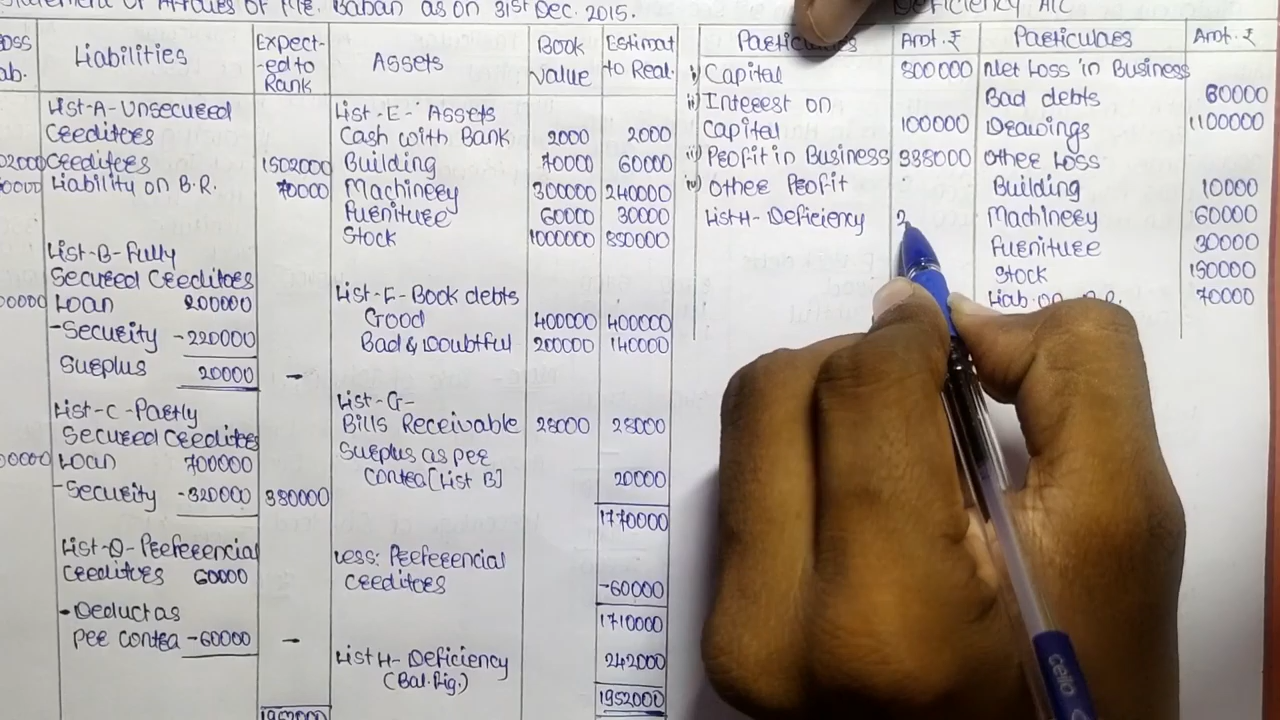 Statement of Affairs of Mr. Baban as on 31st Dec. 2015.
Liabilities
Expect-
-ed to
Rank
Assets
Book
Value
Estimat
to Real.
List-A-Unsecured
Creditors
Creditors 1502000
Liability on B.R. 70000
List-B-Fully
Secured Creditors
Loan 200000
-Security -220000
Surplus 20000 -
List-C-Partly
Secured Creditors
Loan 700000
-Security -320000 380000
List-D-Preferencial
Creditors 60000
-Deduct as
per contra -60000 -
1952000
List-E- Assets
Cash with Bank 2000 2000
Building 70000 60000
Machinery 300000 240000
Furniture 60000 30000
Stock 1000000 850000
List-F-Book debts
Good 400000 400000
Bad & Doubtful 200000 140000
List-G-
Bills Receivable 28000 28000
Surplus as per
Contra [List B] 20000
1770000
Less: Preferencial
Creditors -60000
1710000
List H- Deficiency 242000
(Bal. Fig.)
1952000
Deficiency A/c
Particulars Amt. ₹ Particulars Amt. ₹
i) Capital 800000
ii) Interest on
Capital 100000
iii) Profit in Business 388000
iv) Other Profit
List H- Deficiency 2
Net Loss in Business
Bad debts 60000
Drawings 1100000
Other Loss
Building 10000
Machinery 60000
Furniture 30000
Stock 150000
Liab. on B.R. 70000
cello